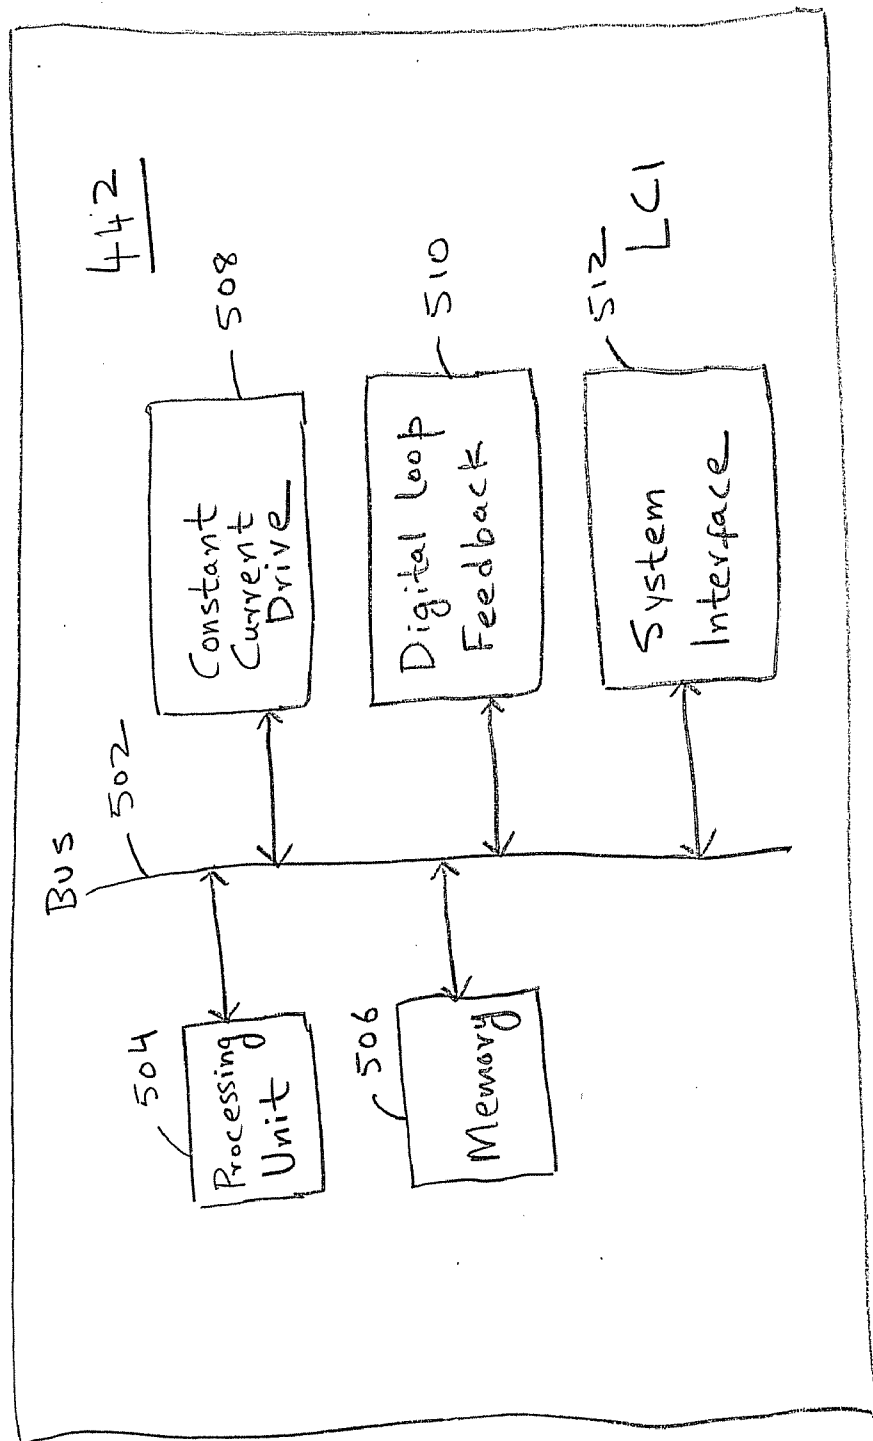 442
BUS
502
504
Processing
Unit
506
Memory
Constant
Current
Drive
508
Digital loop
Feedback
510
System
Interface
512
LCI